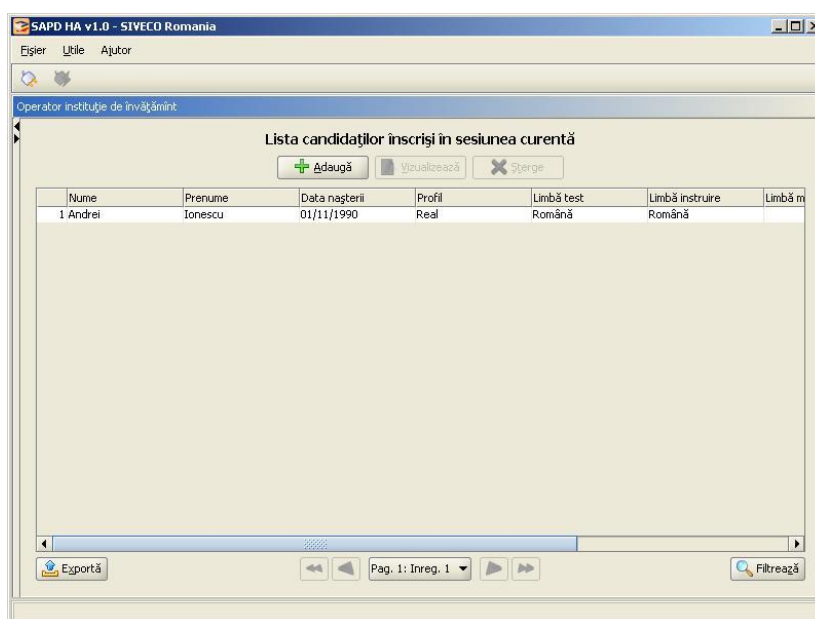 SAPD HA v1.0 - SIVECO Romania
Fişier Utile Ajutor
Operator instituţie de învăţămînt
Lista candidaţilor înscrişi în sesiunea curentă
Adaugă Vizualizează Şterge
Nume Prenume Data naşterii Profil Limbă test Limbă instruire Limbă m
1 Andrei Ionescu 01/11/1990 Real Română Română
Exportă Pag. 1: Inreg. 1 Filtrează